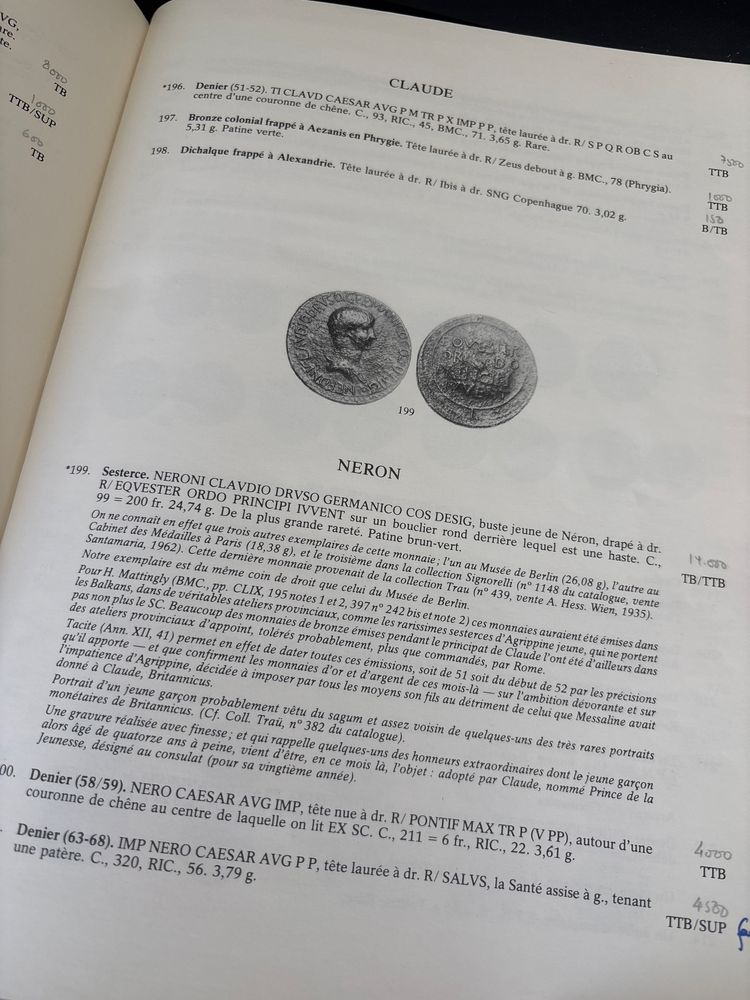 VG,
re.
te.
8000
TB
1000
TTB/SUP
600
TB
CLAUDE
*196. Denier (51-52). TI CLAVD CAESAR AVG P M TR P X IMP P P, tête laurée à dr. R/ S P Q R OB C S au
centre d'une couronne de chêne. C., 93, RIC., 45, BMC., 71. 3,65 g. Rare.
7500
TTB
197. Bronze colonial frappé à Aezanis en Phrygie. Tête laurée à dr. R/ Zeus debout à g. BMC., 78 (Phrygia).
5,31 g. Patine verte.
1000
TTB
198. Dichalque frappé à Alexandrie. Tête laurée à dr. R/ Ibis à dr. SNG Copenhague 70. 3,02 g.
150
B/TB
199
NERON
*199. Sesterce. NERONI CLAVDIO DRVSO GERMANICO COS DESIG, buste jeune de Néron, drapé à dr.
R/ EQVESTER ORDO PRINCIPI IVVENT sur un bouclier rond derrière lequel est une haste. C.,
99 = 200 fr. 24,74 g. De la plus grande rareté. Patine brun-vert.
14.000
TB/TTB
On ne connaît en effet que trois autres exemplaires de cette monnaie; l'un au Musée de Berlin (26,08 g), l'autre au
Cabinet des Médailles à Paris (18,38 g), et le troisième dans la collection Signorelli (n° 1148 du catalogue, vente
Santamaria, 1962). Cette dernière monnaie provenait de la collection Trau (n° 439, vente A. Hess. Wien, 1935).
Notre exemplaire est du même coin de droit que celui du Musée de Berlin.
Pour H. Mattingly (BMC., pp. CLIX, 195 notes 1 et 2, 397 n° 242 bis et note 2) ces monnaies auraient été émises dans
les Balkans, dans de véritables ateliers provinciaux, comme les rarissimes sesterces d'Agrippine jeune, qui ne portent
pas non plus le SC. Beaucoup des monnaies de bronze émises pendant le principat de Claude l'ont été d'ailleurs dans
des ateliers provinciaux d'appoint, tolérés probablement, plus que commandés, par Rome.
Tacite (Ann. XII, 41) permet en effet de dater toutes ces émissions, soit de 51 soit du début de 52 par les précisions
qu'il apporte — et que confirment les monnaies d'or et d'argent de ces mois-là — sur l'ambition dévorante et sur
l'impatience d'Agrippine, décidée à imposer par tous les moyens son fils au détriment de celui que Messaline avait
donné à Claude, Britannicus.
Portrait d'un jeune garçon probablement vêtu du sagum et assez voisin de quelques-uns des très rares portraits
monétaires de Britannicus. (Cf. Coll. Traü, n° 382 du catalogue).
Une gravure réalisée avec finesse; et qui rappelle quelques-uns des honneurs extraordinaires dont le jeune garçon
alors âgé de quatorze ans à peine, vient d'être, en ce mois là, l'objet : adopté par Claude, nommé Prince de la
Jeunesse, désigné au consulat (pour sa vingtième année).
00. Denier (58/59). NERO CAESAR AVG IMP, tête nue à dr. R/ PONTIF MAX TR P (V PP), autour d'une
couronne de chêne au centre de laquelle on lit EX SC. C., 211 = 6 fr., RIC., 22. 3,61 g.
4000
TTB
. Denier (63-68). IMP NERO CAESAR AVG P P, tête laurée à dr. R/ SALVS, la Santé assise à g., tenant
une patère. C., 320, RIC., 56. 3,79 g.
4500
TTB/SUP